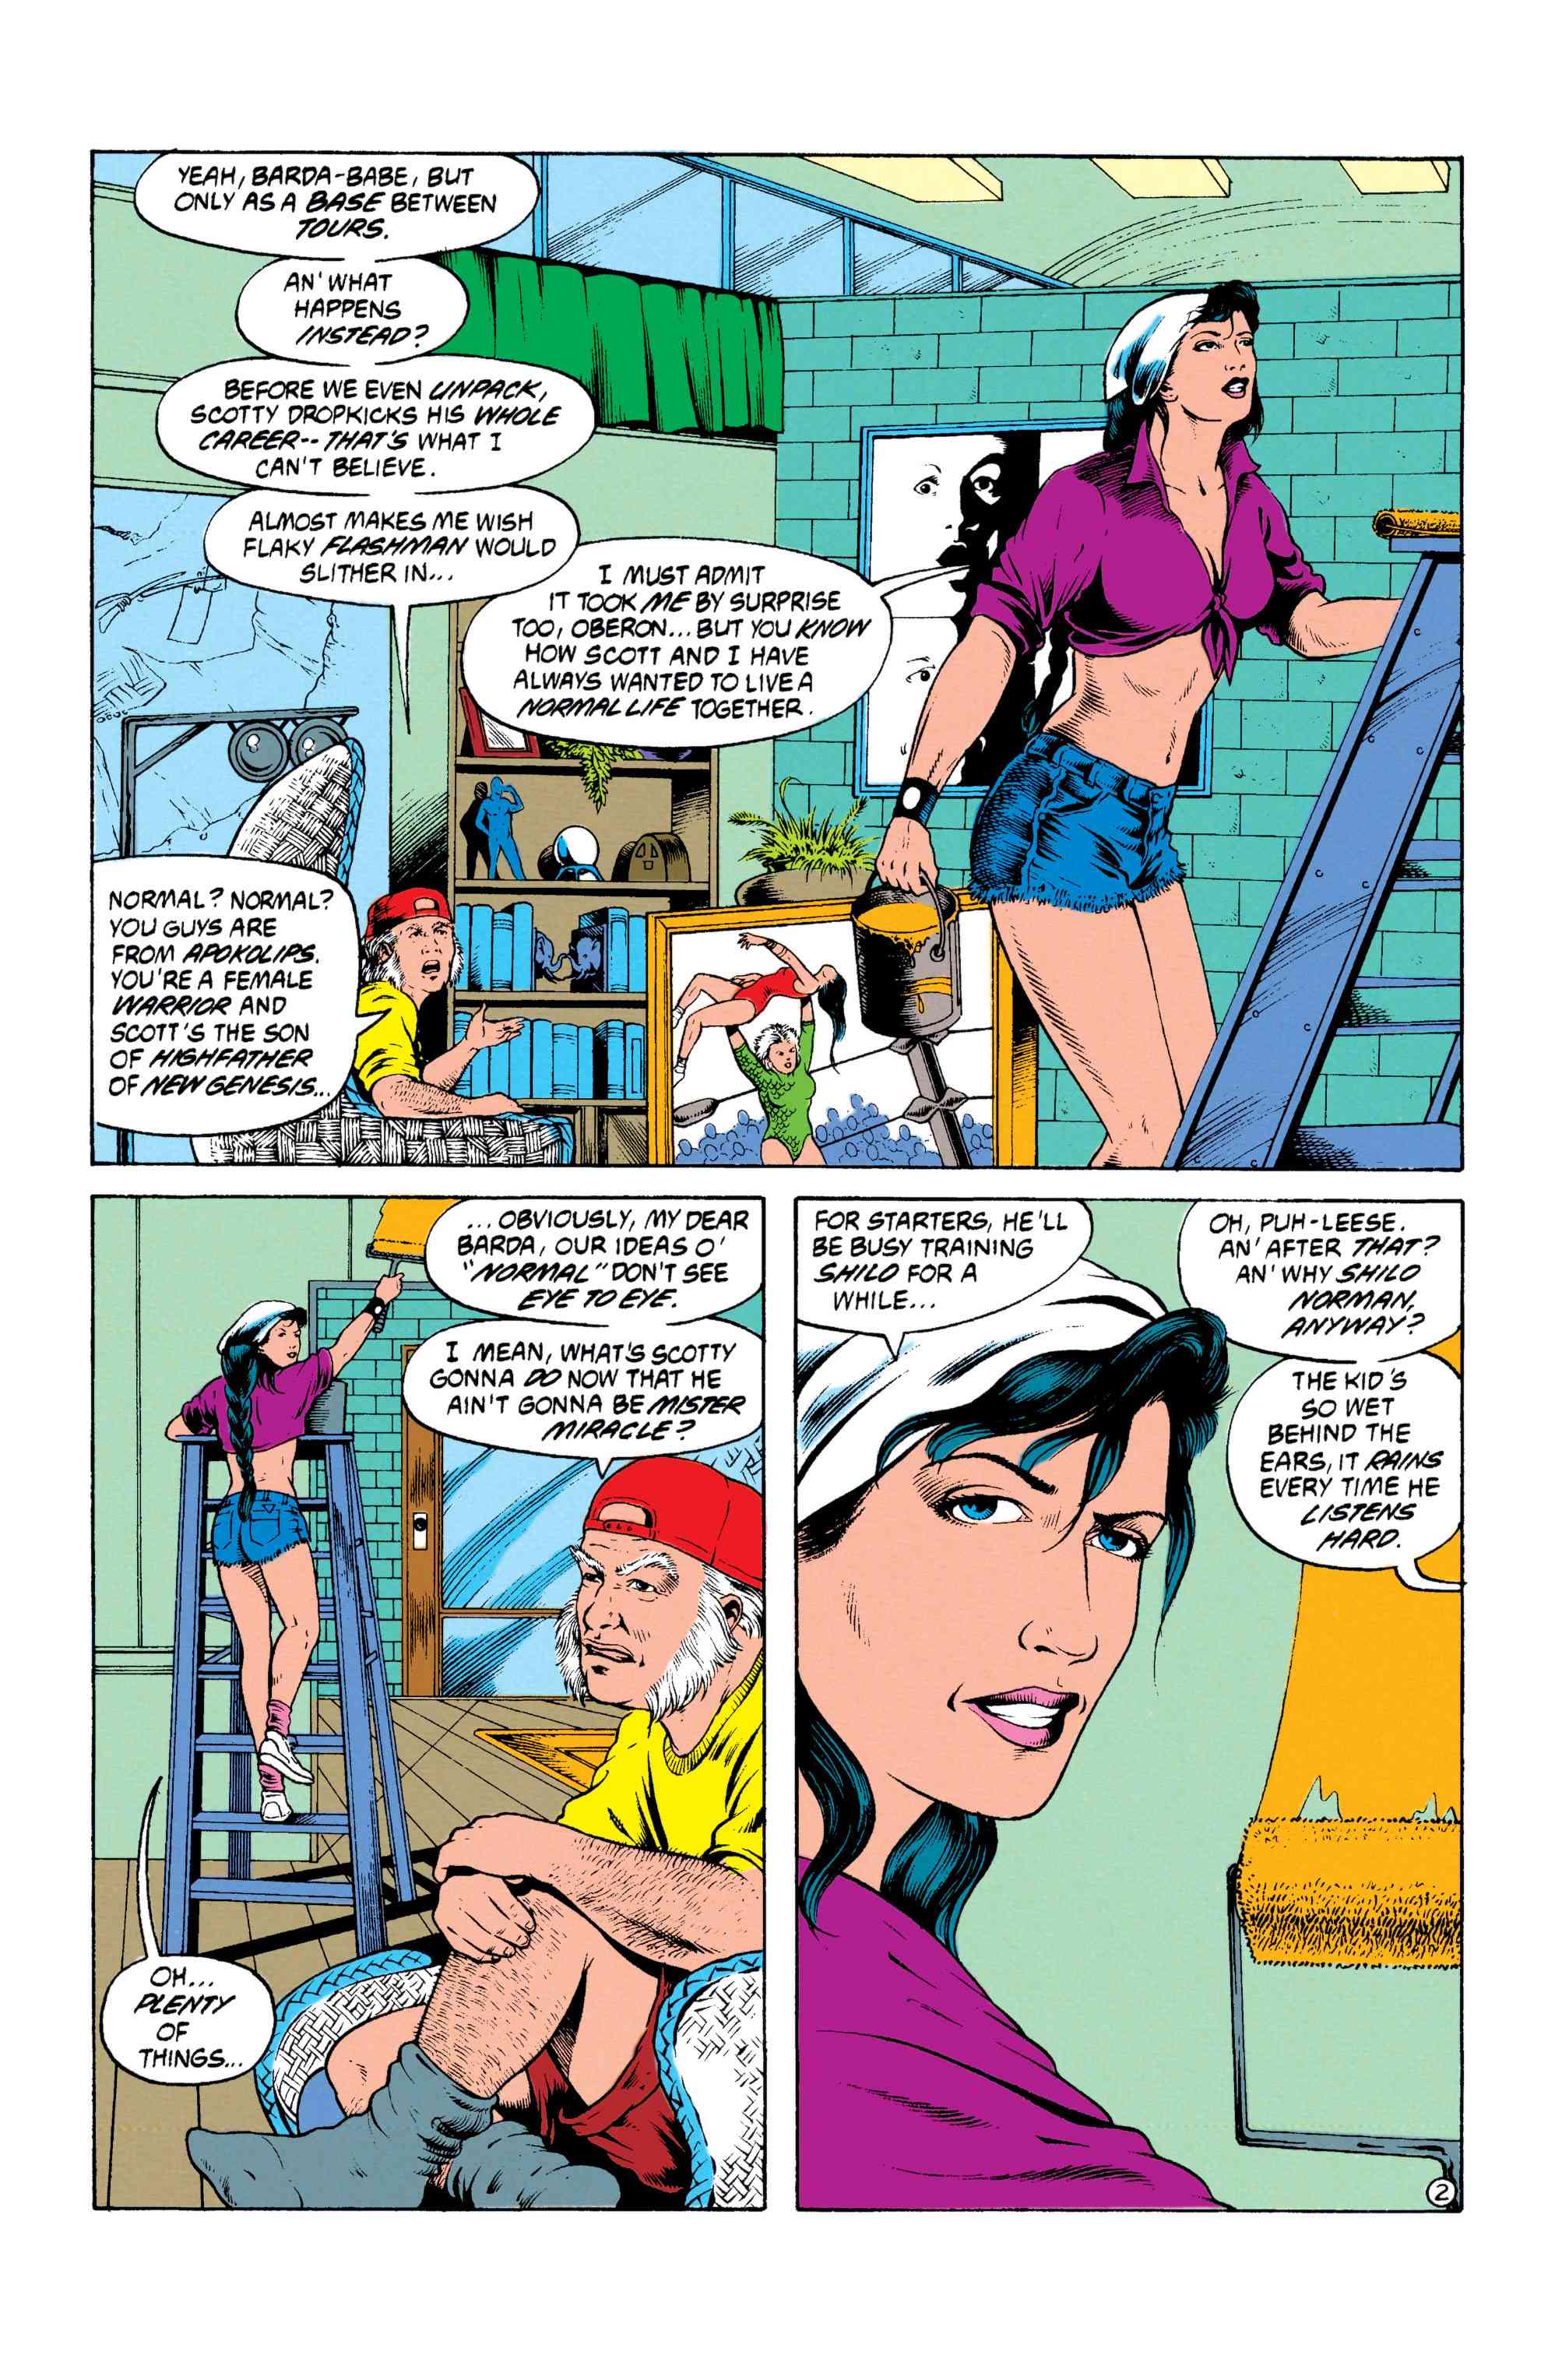 YEAH, BARDA-BABE, BUT
ONLY AS A BASE BETWEEN
TOURS.
AN' WHAT
HAPPENS
INSTEAD?
BEFORE WE EVEN UNPACK,
SCOTTY DROPKICKS HIS WHOLE
CAREER-- THAT'S WHAT I
CAN'T BELIEVE.
ALMOST MAKES ME WISH
FLAKY FLASHMAN WOULD
SLITHER IN...
I MUST ADMIT
IT TOOK ME BY SURPRISE
TOO, OBERON... BUT YOU KNOW
HOW SCOTT AND I HAVE
ALWAYS WANTED TO LIVE A
NORMAL LIFE TOGETHER.
NORMAL? NORMAL?
YOU GUYS ARE
FROM APOKOLIPS.
YOU'RE A FEMALE
WARRIOR AND
SCOTT'S THE SON
OF HIGHFATHER
OF NEW GENESIS...
...OBVIOUSLY, MY DEAR
BARDA, OUR IDEAS O'
"NORMAL" DON'T SEE
EYE TO EYE.
I MEAN, WHAT'S SCOTTY
GONNA DO NOW THAT HE
AIN'T GONNA BE MISTER
MIRACLE?
OH...
PLENTY
OF
THINGS...
FOR STARTERS, HE'LL
BE BUSY TRAINING
SHILO FOR A
WHILE...
OH, PUH-LEESE.
AN' AFTER THAT?
AN' WHY SHILO
NORMAN,
ANYWAY?
THE KID'S
SO WET
BEHIND THE
EARS, IT RAINS
EVERY TIME HE
LISTENS
HARD.
2